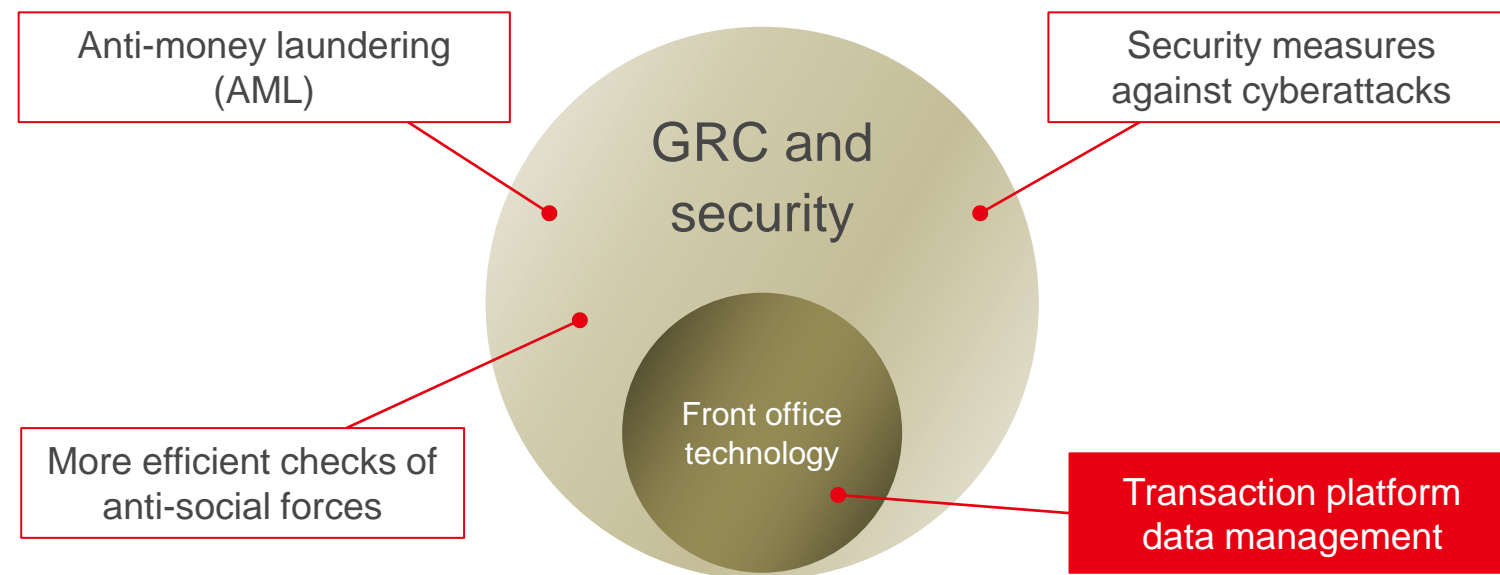 Anti-money laundering
(AML)
Security measures
against cyberattacks
GRC and
security
Front office
technology
More efficient checks of
anti-social forces
Transaction platform
data management